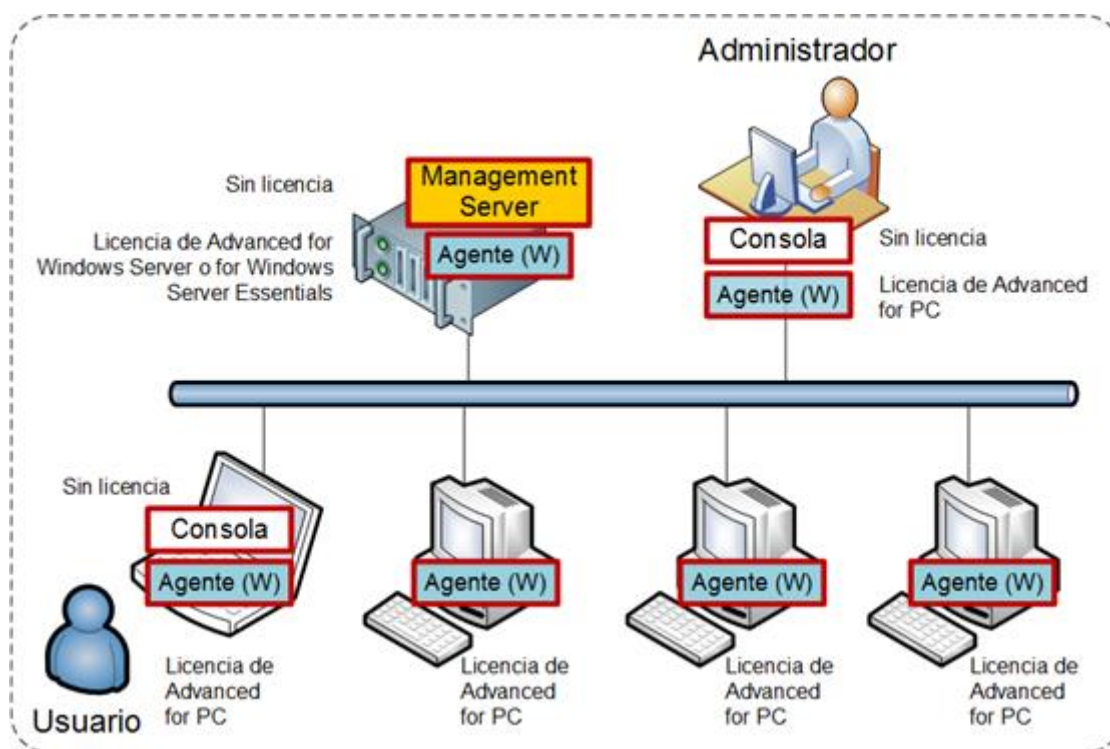 Administrador
Sin licencia
Management
Server
Licencia de Advanced for
Windows Server o for Windows
Server Essentials
Agente (W)
Consola
Sin licencia
Agente (W)
Licencia de Advanced
for PC
Sin licencia
Consola
Agente (W)
Agente (W)
Agente (W)
Agente (W)
Usuario
Licencia de
Advanced
for PC
Licencia de
Advanced
for PC
Licencia de
Advanced
for PC
Licencia de
Advanced
for PC